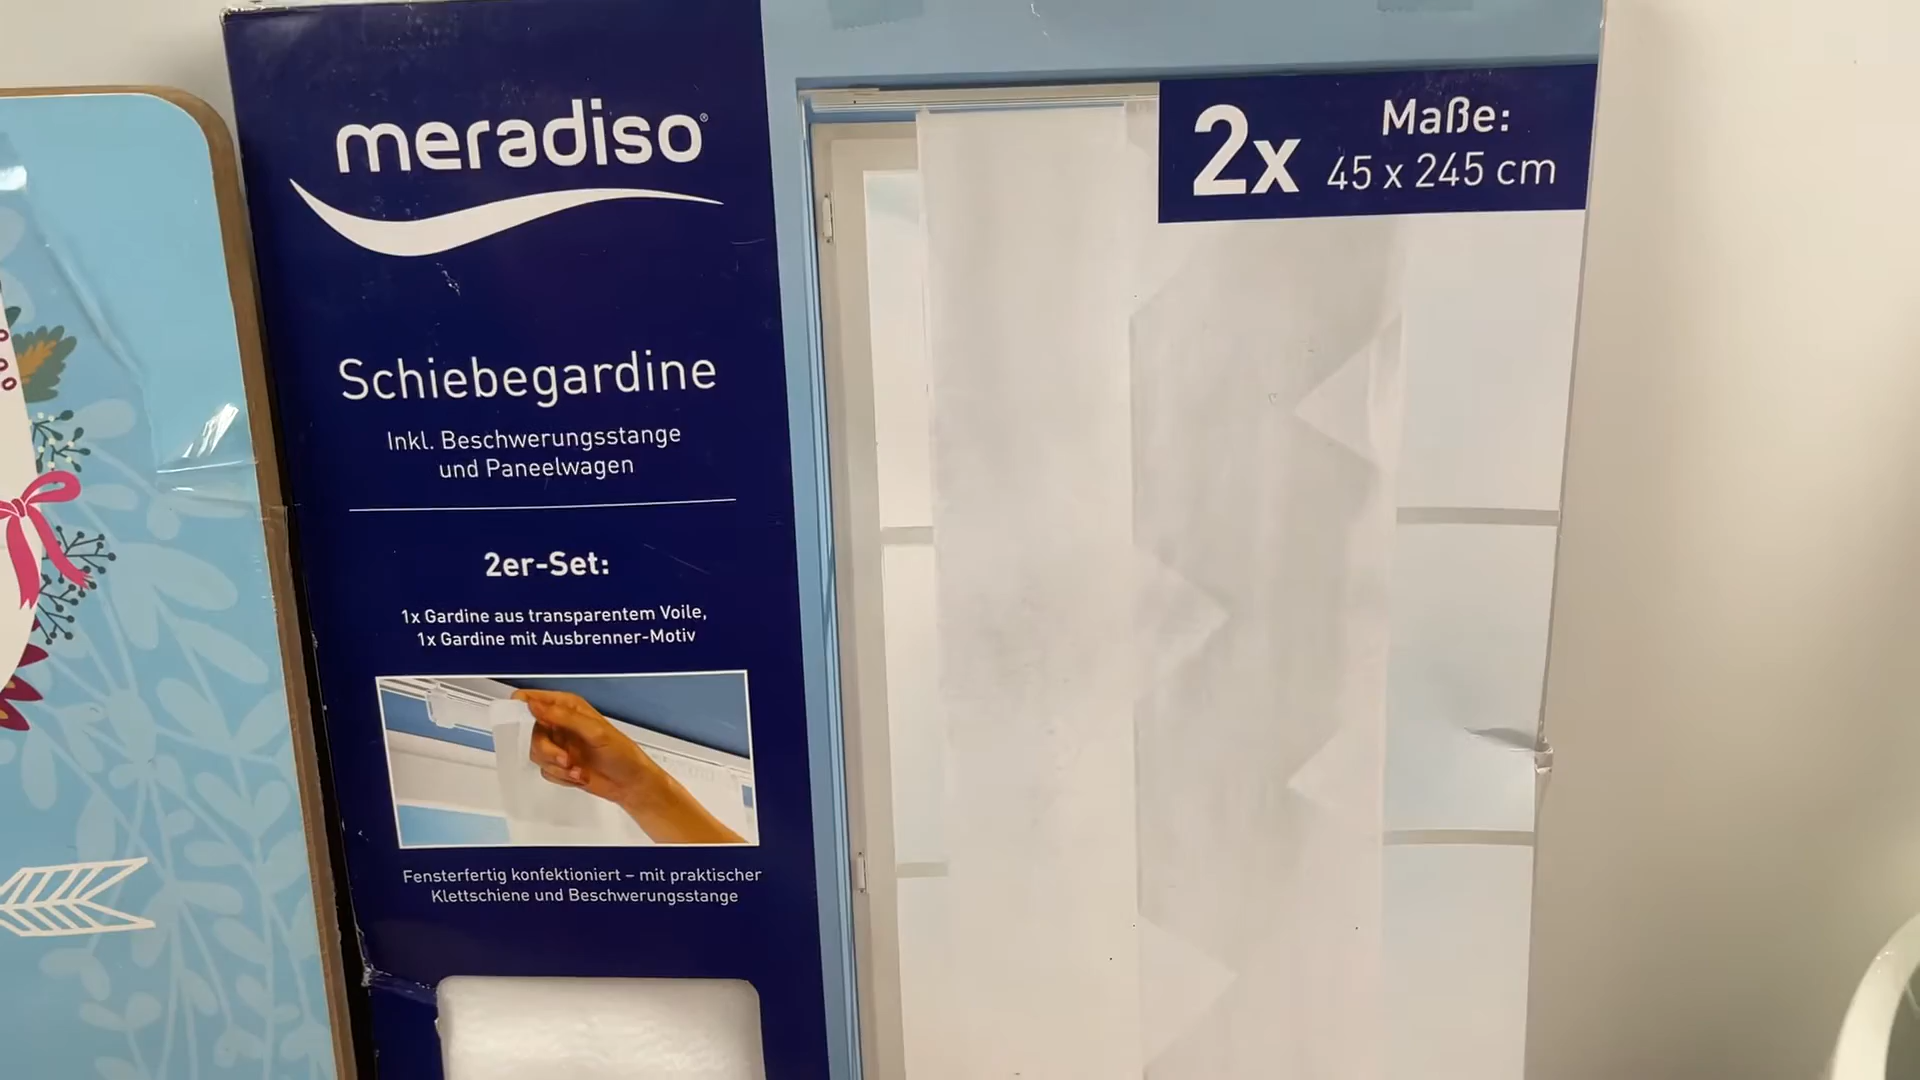 meradiso®
Schiebegardine
Inkl. Beschwerungsstange
und Paneelwagen
2er-Set:
1x Gardine aus transparentem Voile,
1x Gardine mit Ausbrenner-Motiv
Fensterfertig konfektioniert – mit praktischer
Klettschiene und Beschwerungsstange
2x
Maße:
45 x 245 cm